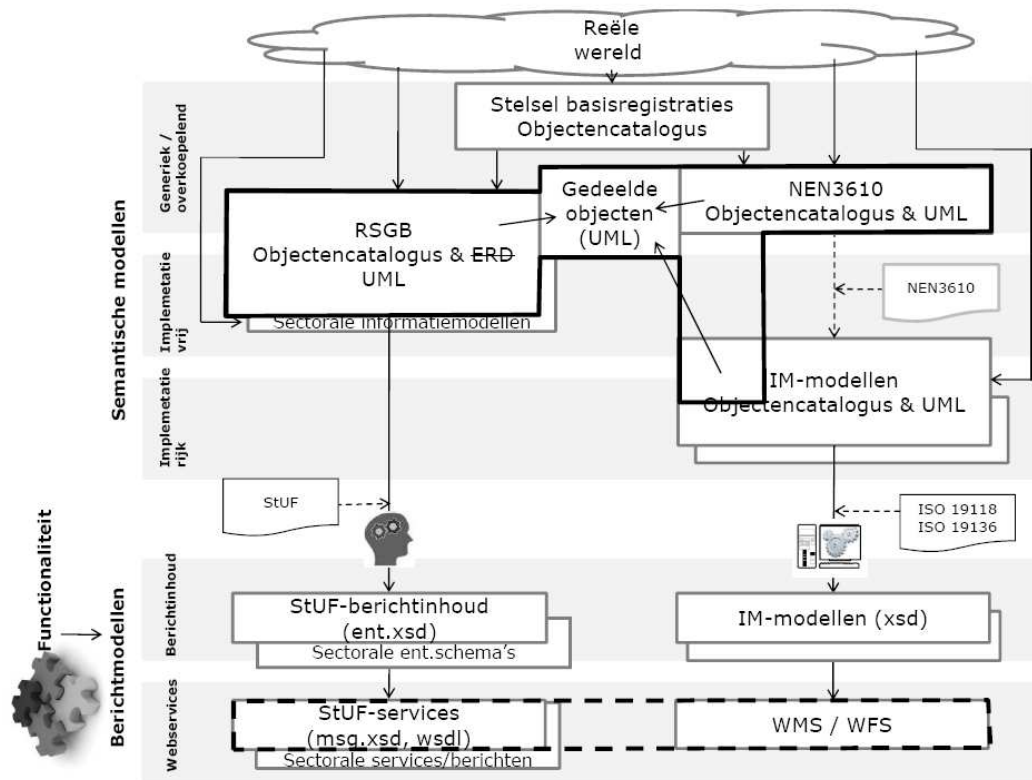 Reële
wereld
Stelsel basisregistraties
Objectencatalogus
Generiek /
overkoepelend
Gedeelde
objecten
(UML)
NEN3610
Objectencatalogus & UML
RSGB
Objectencatalogus & ERD
UML
Semantische modellen
Implemetatie
vrij
NEN3610
Sectorale informatiemodellen
IM-modellen
Objectencatalogus & UML
Implemetatie
rijk
StUF
ISO 19118
ISO 19136
Functionaliteit
Berichtmodellen
Berichtinhoud
StUF-berichtinhoud
(ent.xsd)
Sectorale ent.schema's
IM-modellen (xsd)
Webservices
StUF-services
(msg.xsd, wsdl)
Sectorale services/berichten
WMS / WFS